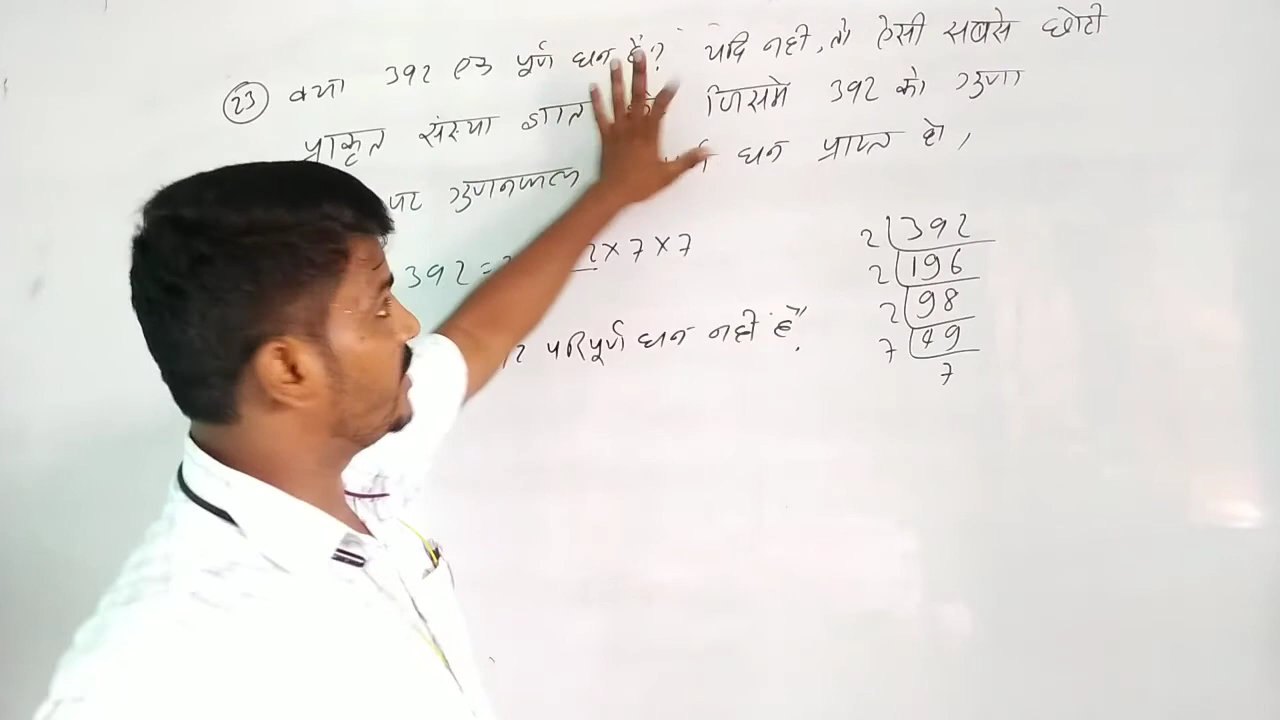 23 क्या 392 एक पूर्ण घन है? यदि नहीं, तो ऐसी सबसे छोटी
प्राकृत संख्या ज्ञात जिसमें 392 को गुणा
पर गुणनफल घन प्राप्त हो,
392 = 2 × 7 × 7
परिपूर्ण घन नहीं है.
2 392
2 196
2 98
7 49
7